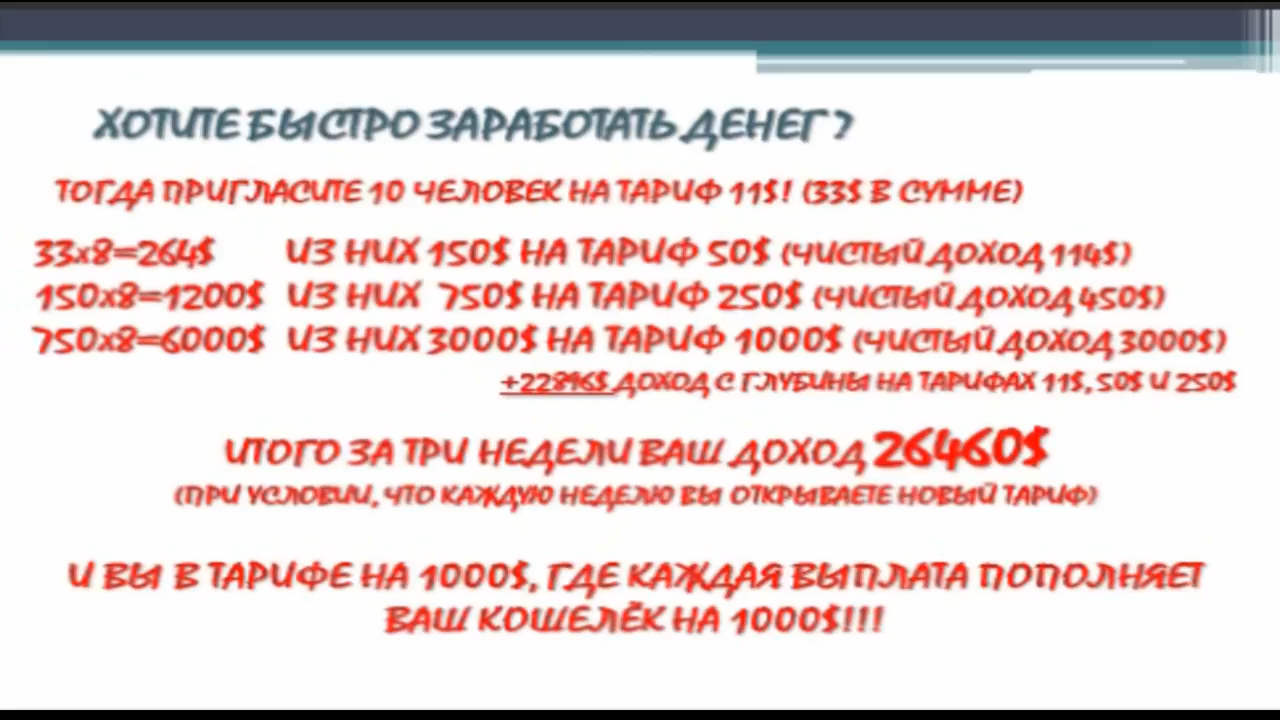 ХОТИТЕ БЫСТРО ЗАРАБОТАТЬ ДЕНЕГ ?
ТОГДА ПРИГЛАСИТЕ 10 ЧЕЛОВЕК НА ТАРИФ 11$! (33$ В СУММЕ)
33x8=264$ ИЗ НИХ 150$ НА ТАРИФ 50$ (ЧИСТЫЙ ДОХОД 114$)
150x8=1200$ ИЗ НИХ 750$ НА ТАРИФ 250$ (ЧИСТЫЙ ДОХОД 450$)
750x8=6000$ ИЗ НИХ 3000$ НА ТАРИФ 1000$ (ЧИСТЫЙ ДОХОД 3000$)
+22896$ ДОХОД С ГЛУБИНЫ НА ТАРИФАХ 11$, 50$ И 250$
ИТОГО ЗА ТРИ НЕДЕЛИ ВАШ ДОХОД 26460$
(ПРИ УСЛОВИИ, ЧТО КАЖДУЮ НЕДЕЛЮ ВЫ ОТКРЫВАЕТЕ НОВЫЙ ТАРИФ)
И ВЫ В ТАРИФЕ НА 1000$, ГДЕ КАЖДАЯ ВЫПЛАТА ПОПОЛНЯЕТ
ВАШ КОШЕЛЁК НА 1000$!!!